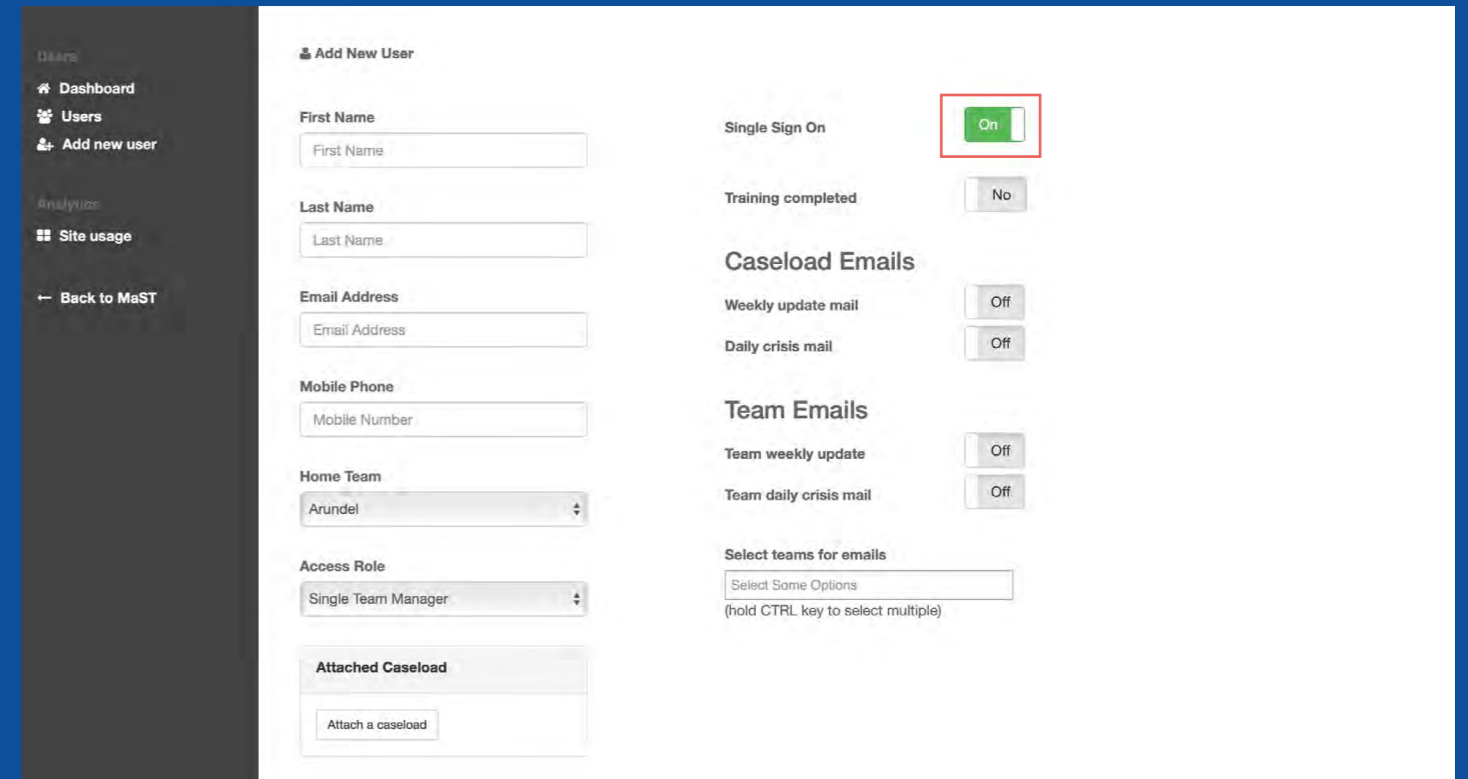 Users
Dashboard
Users
Add new user
Analytics
Site usage
← Back to MaST
Add New User
First Name
First Name
Last Name
Last Name
Email Address
Email Address
Mobile Phone
Mobile Number
Home Team
Arundel
Access Role
Single Team Manager
Attached Caseload
Attach a caseload
Single Sign On
On
Training completed
No
Caseload Emails
Weekly update mail
Off
Daily crisis mail
Off
Team Emails
Team weekly update
Off
Team daily crisis mail
Off
Select teams for emails
Select Some Options
(hold CTRL key to select multiple)